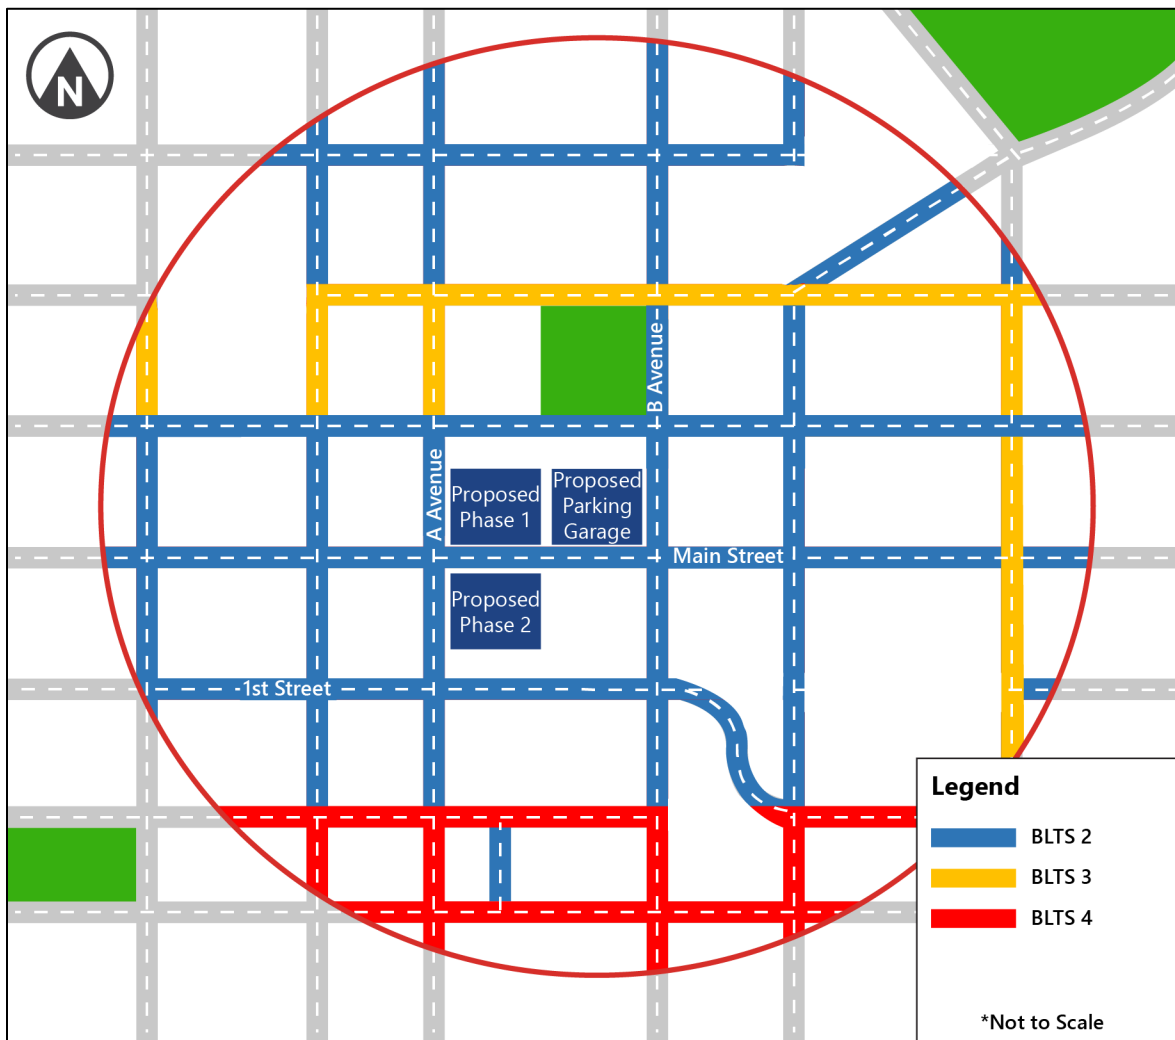 N
B Avenue
A Avenue
Proposed
Phase 1
Proposed
Parking
Garage
Main Street
Proposed
Phase 2
1st Street
Legend
BLTS 2
BLTS 3
BLTS 4
*Not to Scale